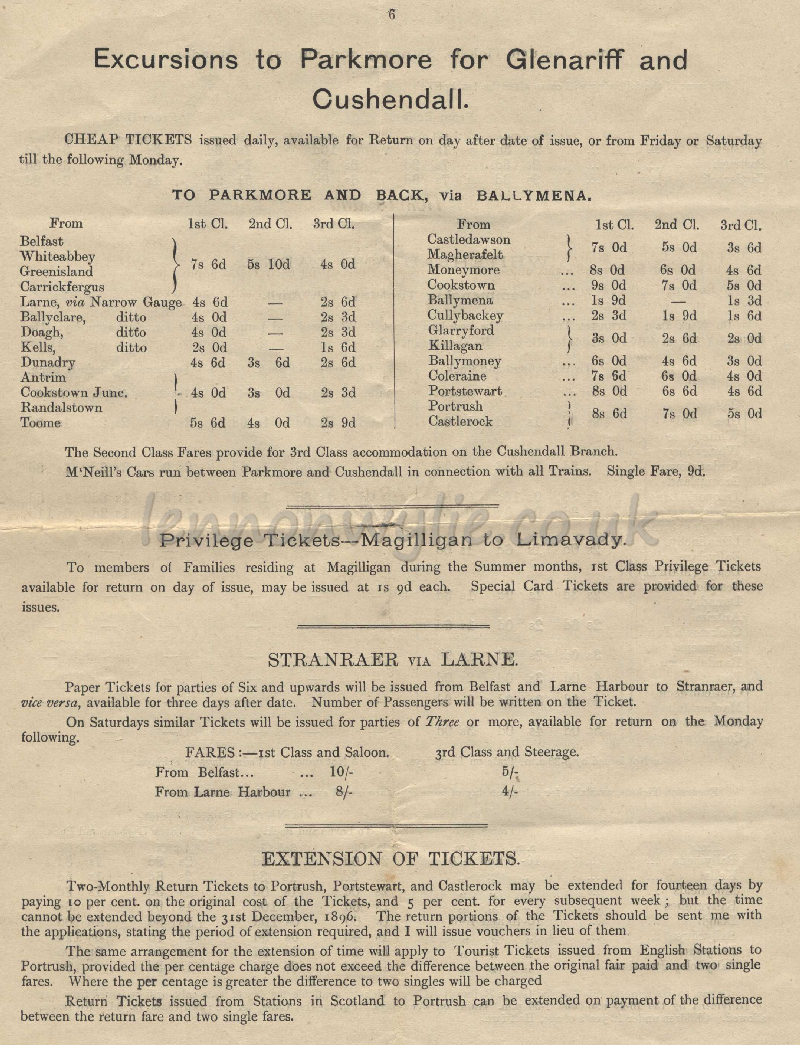 6
Excursions to Parkmore for Glenariff and
Cushendall.
CHEAP TICKETS issued daily, available for Return on day after date of issue, or from Friday or Saturday
till the following Monday.
TO PARKMORE AND BACK, via BALLYMENA.
From 1st Cl. 2nd Cl. 3rd Cl.
Belfast
Whiteabbey
Greenisland
Carrickfergus
7s 6d 5s 10d 4s 0d
Larne, via Narrow Gauge 4s 6d — 2s 6d
Ballyclare, ditto 4s 0d — 2s 3d
Doagh, ditto 4s 0d — 2s 3d
Kells, ditto 2s 0d — 1s 6d
Dunadry 4s 6d 3s 6d 2s 6d
Antrim
Cookstown Junc. 4s 0d 3s 0d 2s 3d
Randalstown
Toome 5s 6d 4s 0d 2s 9d
From 1st Cl. 2nd Cl. 3rd Cl.
Castledawson
Magherafelt
7s 0d 5s 0d 3s 6d
Moneymore ... 8s 0d 6s 0d 4s 6d
Cookstown ... 9s 0d 7s 0d 5s 0d
Ballymena ... 1s 9d — 1s 3d
Cullybackey ... 2s 3d 1s 9d 1s 6d
Glarryford
Killagan
3s 0d 2s 6d 2s 0d
Ballymoney ... 6s 0d 4s 6d 3s 0d
Coleraine ... 7s 6d 6s 0d 4s 0d
Portstewart ... 8s 0d 6s 6d 4s 6d
Portrush
Castlerock
8s 6d 7s 0d 5s 0d
The Second Class Fares provide for 3rd Class accommodation on the Cushendall Branch.
M‘Neill's Cars run between Parkmore and Cushendall in connection with all Trains. Single Fare, 9d.
lennonwylie.co.uk
Privilege Tickets---Magilligan to Limavady.
To members of Families residing at Magilligan during the Summer months, 1st Class Privilege Tickets
available for return on day of issue, may be issued at 1s 9d each. Special Card Tickets are provided for these
issues.
STRANRAER VIA LARNE.
Paper Tickets for parties of Six and upwards will be issued from Belfast and Larne Harbour to Stranraer, and
vice versa, available for three days after date. Number of Passengers will be written on the Ticket.
On Saturdays similar Tickets will be issued for parties of Three or more, available for return on the Monday
following.
FARES :—1st Class and Saloon. 3rd Class and Steerage.
From Belfast... ... 10/- 5/-
From Larne Harbour ... 8/- 4/-
EXTENSION OF TICKETS.
Two-Monthly Return Tickets to Portrush, Portstewart, and Castlerock may be extended for fourteen days by
paying 10 per cent. on the original cost of the Tickets, and 5 per cent. for every subsequent week ; but the time
cannot be extended beyond the 31st December, 1896. The return portions of the Tickets should be sent me with
the applications, stating the period of extension required, and I will issue vouchers in lieu of them
The same arrangement for the extension of time will apply to Tourist Tickets issued from English Stations to
Portrush, provided the per centage charge does not exceed the difference between the original fair paid and two single
fares. Where the per centage is greater the difference to two singles will be charged
Return Tickets issued from Stations in Scotland to Portrush can be extended on payment of the difference
between the return fare and two single fares.